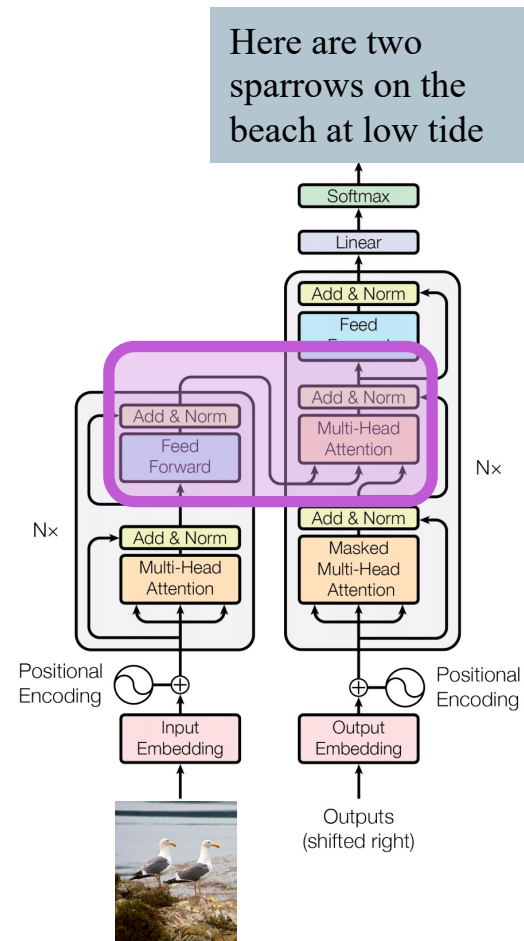 Here are two
sparrows on the
beach at low tide
Softmax
Linear
Add & Norm
Feed
Forward
Add & Norm
Multi-Head
Attention
Add & Norm
Masked
Multi-Head
Attention
N×
Positional
Encoding
Output
Embedding
Outputs
(shifted right)
Add & Norm
Feed
Forward
N×
Add & Norm
Multi-Head
Attention
Positional
Encoding
Input
Embedding